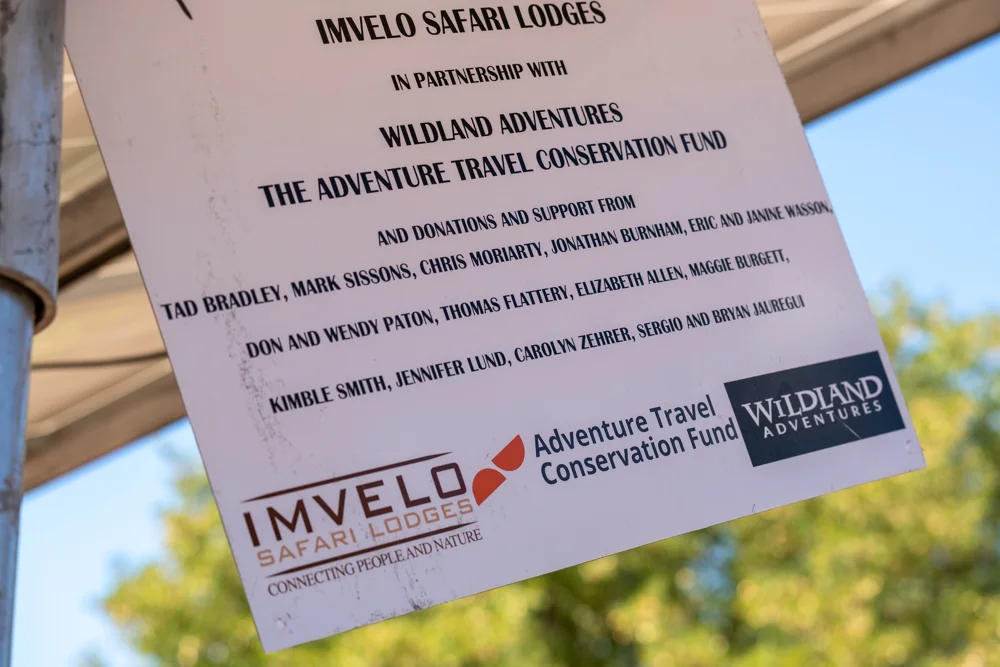 IMVELO SAFARI LODGES
IN PARTNERSHIP WITH
WILDLAND ADVENTURES
THE ADVENTURE TRAVEL CONSERVATION FUND
AND DONATIONS AND SUPPORT FROM
TAD BRADLEY, MARK SISSONS, CHRIS MORIARTY, JONATHAN BURNHAM, ERIC AND JANINE WASSON,
DON AND WENDY PATON, THOMAS FLATTERY, ELIZABETH ALLEN, MAGGIE BURGETT,
KIMBLE SMITH, JENNIFER LUND, CAROLYN ZEHRER, SERGIO AND BRYAN JAUREGUI
IMVELO
SAFARI LODGES
CONNECTING PEOPLE AND NATURE
Adventure Travel
Conservation Fund
WILDLAND
ADVENTURES